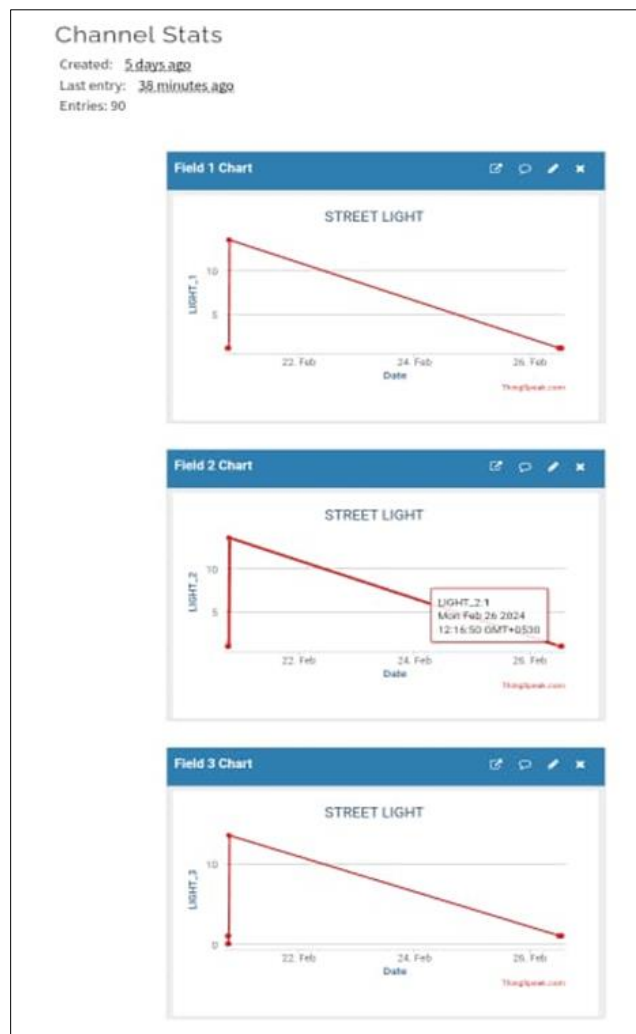 Channel Stats
Created: 5 days ago
Last entry: 38 minutes ago
Entries: 90
Field 1 Chart
STREET LIGHT
10
5
LIGHT_1
22. Feb 24. Feb 26. Feb
Date
ThingSpeak.com
Field 2 Chart
STREET LIGHT
10
5
LIGHT_2
LIGHT_2:1
Mon Feb 26 2024
12:16:50 GMT+0530
22. Feb 24. Feb 26. Feb
Date
ThingSpeak.com
Field 3 Chart
STREET LIGHT
10
0
LIGHT_3
22. Feb 24. Feb 26. Feb
Date
ThingSpeak.com